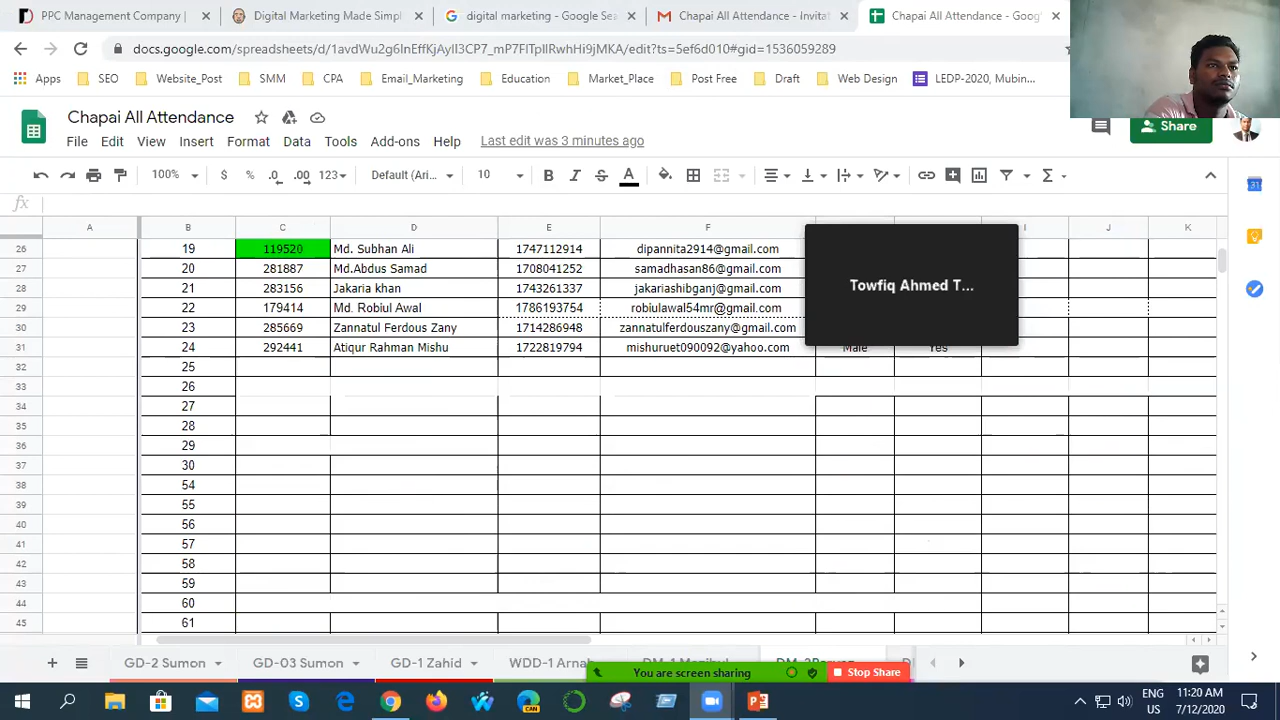 PPC Management Company |
Digital Marketing Made Simpl
digital marketing - Google Sea
Chapai All Attendance - Invitat
Chapai All Attendance - Goog
docs.google.com/spreadsheets/d/1avdWu2g6InEffKjAyIl3CP7_mP7FlTplIRwhHi9jMKA/edit?ts=5ef6d010#gid=1536059289
Apps SEO Website_Post SMM CPA Email_Marketing Education Market_Place Post Free Draft Web Design LEDP-2020, Mubin...
Chapai All Attendance
Share
File Edit View Insert Format Data Tools Add-ons Help Last edit was 3 minutes ago
100% $ % .0 .00 123 Default (Ari... 10 B I S A
fx
A B C D E F I J K
26 19 119520 Md. Subhan Ali 1747112914 dipannita2914@gmail.com
27 20 281887 Md.Abdus Samad 1708041252 samadhasan86@gmail.com
28 21 283156 Jakaria khan 1743261337 jakariashibganj@gmail.com
Towfiq Ahmed T...
29 22 179414 Md. Robiul Awal 1786193754 robiulawal54mr@gmail.com
30 23 285669 Zannatul Ferdous Zany 1714286948 zannatulferdouszany@gmail.com
31 24 292441 Atiqur Rahman Mishu 1722819794 mishuruet090092@yahoo.com Male Yes
32 25
33 26
34 27
35 28
36 29
37 30
38 54
39 55
40 56
41 57
42 58
43 59
44 60
45 61
GD-2 Sumon GD-03 Sumon GD-1 Zahid WDD-1 Arnab
You are screen sharing Stop Share
ENG
US
11:20 AM
7/12/2020